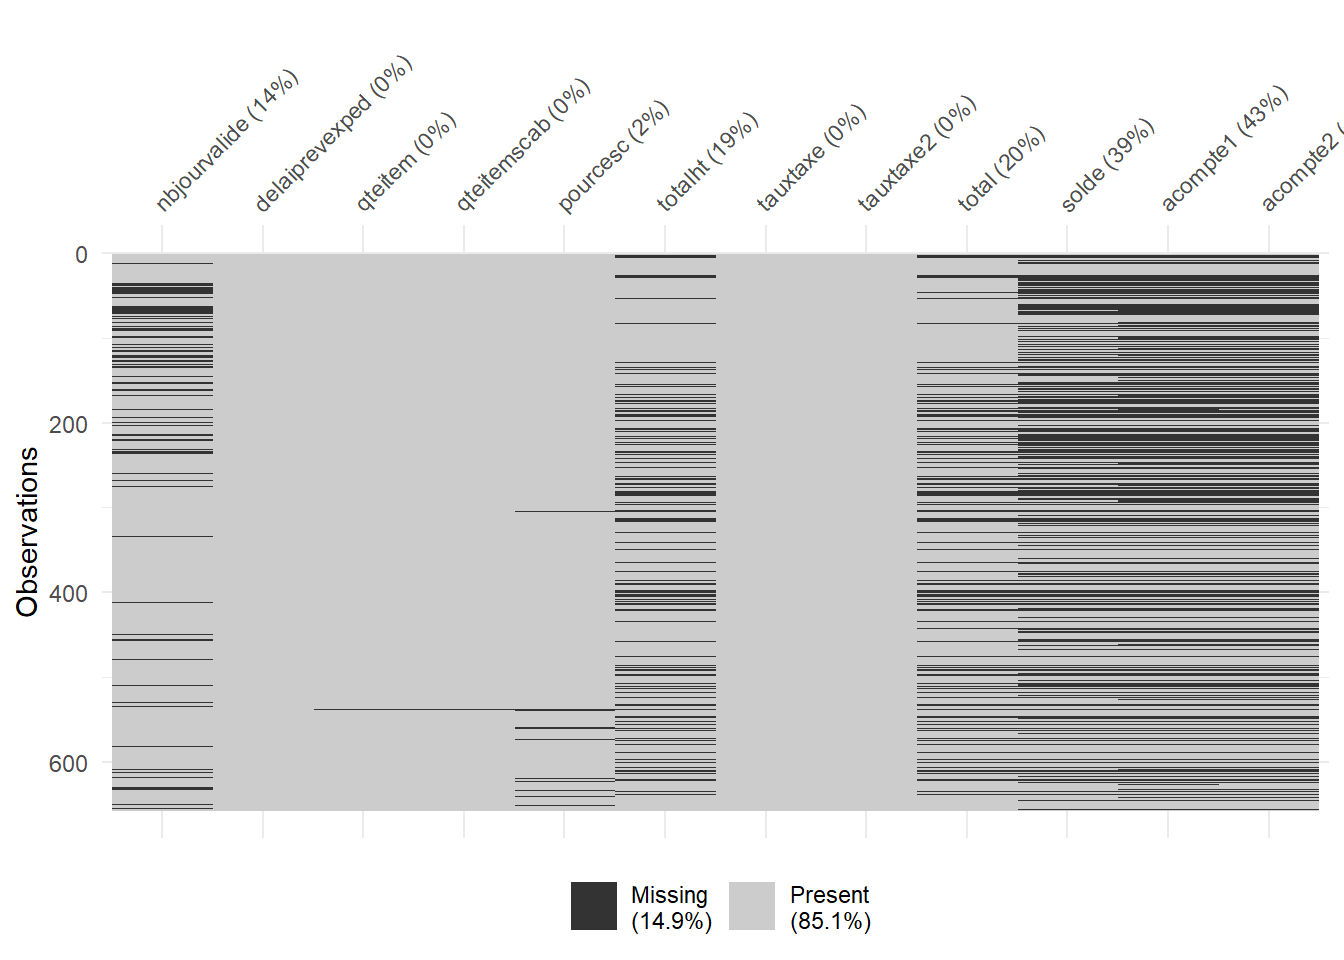 nbjourvalide (14%)
delaiprevexped (0%)
qteitem (0%)
qteitemscab (0%)
pourcesc (2%)
totalht (19%)
tauxtaxe (0%)
tauxtaxe2 (0%)
total (20%)
solde (39%)
acompte1 (43%)
acompte2 (
Observations
0
200
400
600
Missing
(14.9%)
Present
(85.1%)